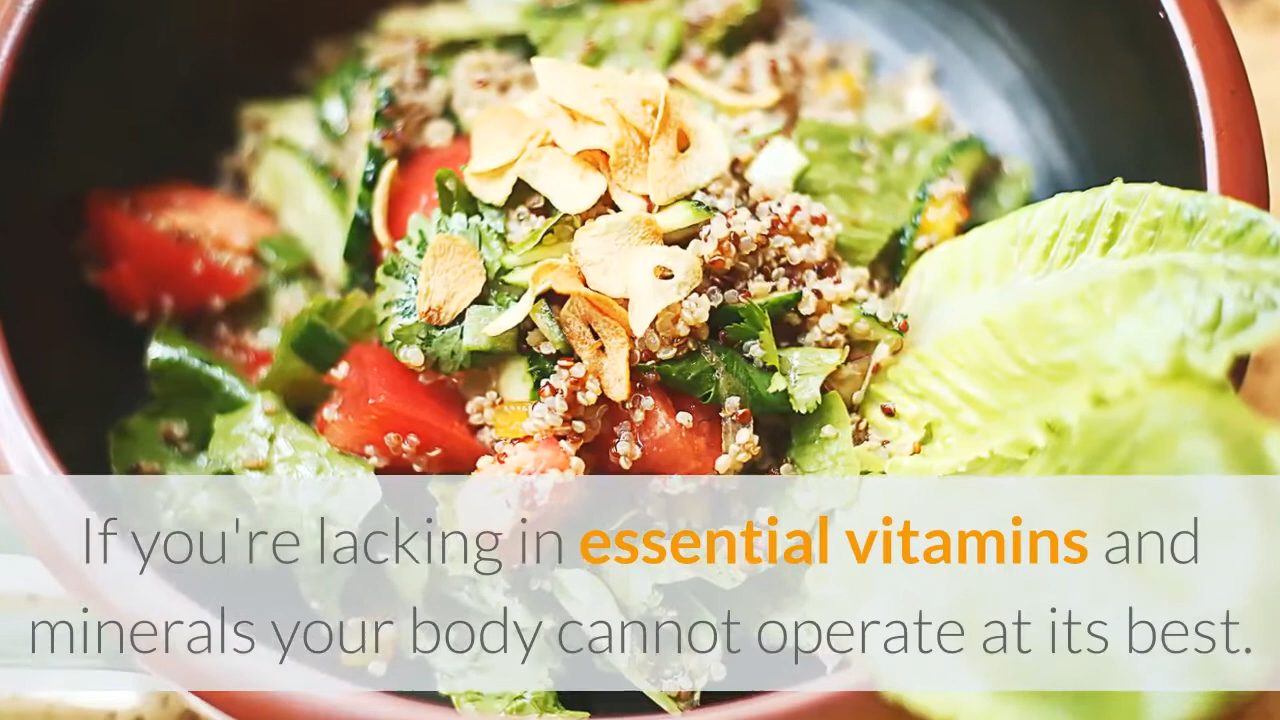 If you're lacking in essential vitamins and
minerals your body cannot operate at its best.